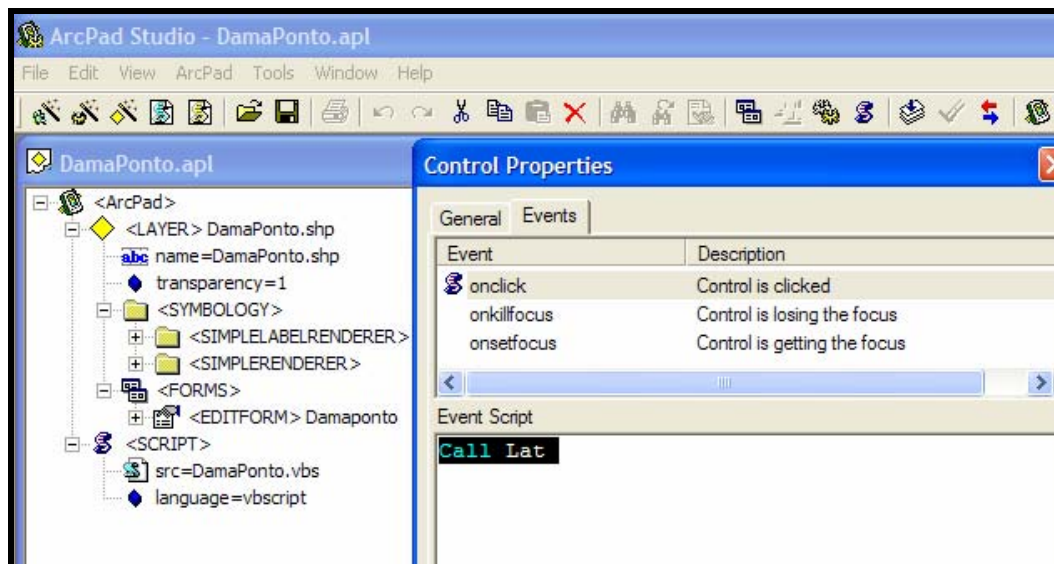 ArcPad Studio - DamaPonto.apl
File Edit View ArcPad Tools Window Help
DamaPonto.apl
<ArcPad>
<LAYER> DamaPonto.shp
abc name=DamaPonto.shp
transparency=1
<SYMBOLOGY>
<SIMPLELABELRENDERER>
<SIMPLERENDERER>
<FORMS>
<EDITFORM> Damaponto
<SCRIPT>
src=DamaPonto.vbs
language=vbscript
Control Properties
General Events
Event Description
onclick Control is clicked
onkillfocus Control is losing the focus
onsetfocus Control is getting the focus
Event Script
Call Lat